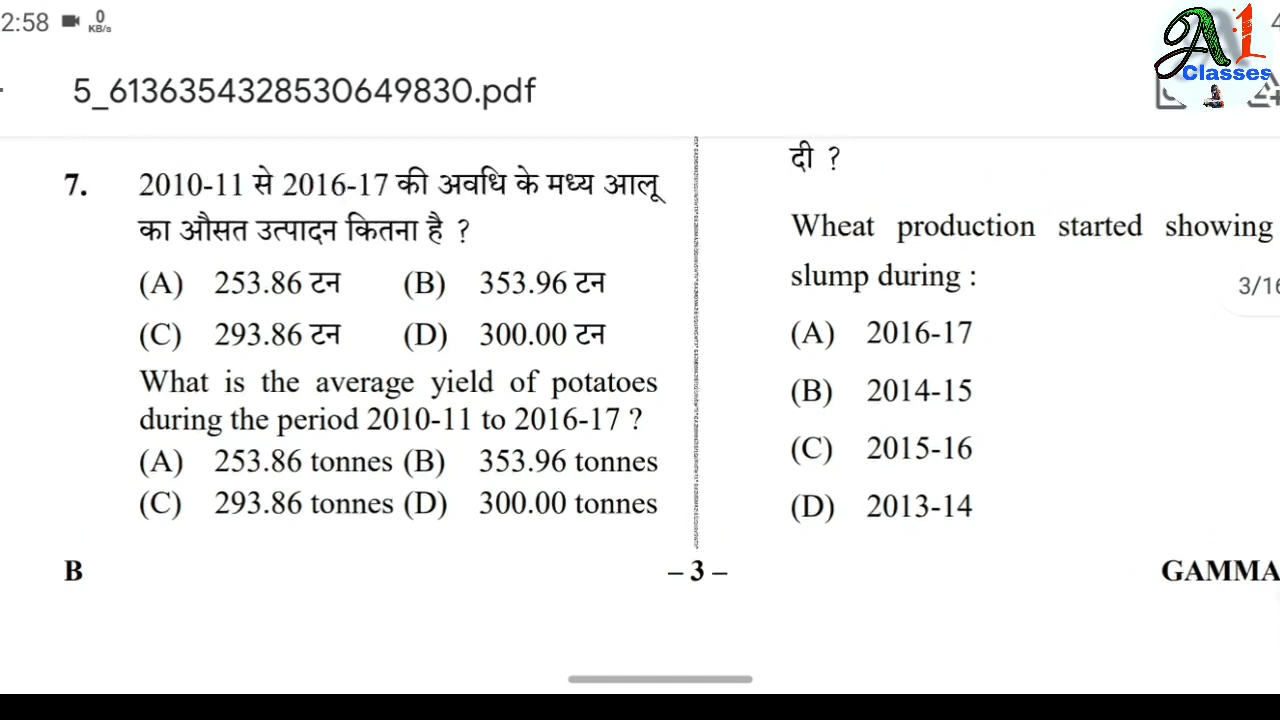 2:58 0 KB/s
A1
Classes
5_6136354328530649830.pdf
7. 2010-11 से 2016-17 की अवधि के मध्य आलू
का औसत उत्पादन कितना है ?
(A) 253.86 टन (B) 353.96 टन
(C) 293.86 टन (D) 300.00 टन
What is the average yield of potatoes
during the period 2010-11 to 2016-17 ?
(A) 253.86 tonnes (B) 353.96 tonnes
(C) 293.86 tonnes (D) 300.00 tonnes
दी ?
Wheat production started showing
slump during :
(A) 2016-17
(B) 2014-15
(C) 2015-16
(D) 2013-14
3/16
B – 3 – GAMMA